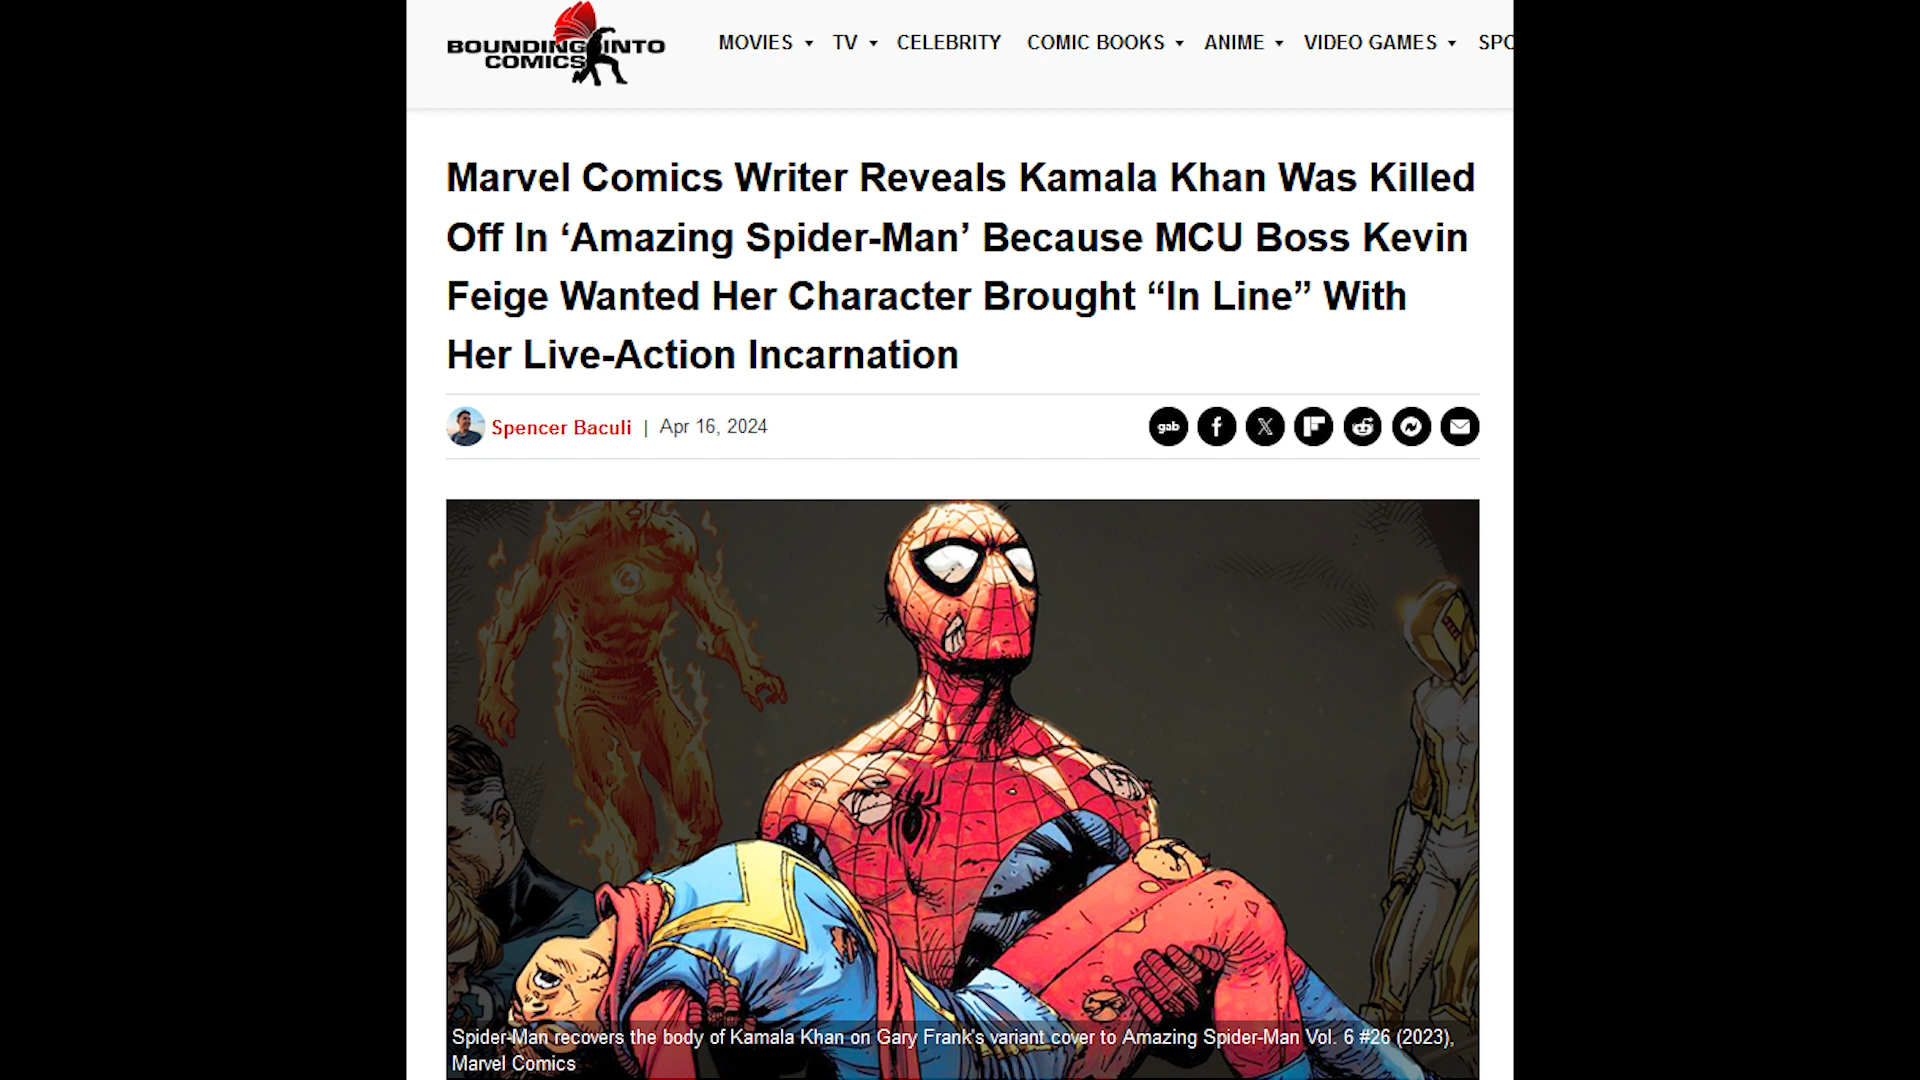 BOUNDING INTO
COMICS
MOVIES TV CELEBRITY COMIC BOOKS ANIME VIDEO GAMES SPO
Marvel Comics Writer Reveals Kamala Khan Was Killed
Off In ‘Amazing Spider-Man’ Because MCU Boss Kevin
Feige Wanted Her Character Brought “In Line” With
Her Live-Action Incarnation
Spencer Baculi | Apr 16, 2024
gab
Spider-Man recovers the body of Kamala Khan on Gary Frank's variant cover to Amazing Spider-Man Vol. 6 #26 (2023),
Marvel Comics